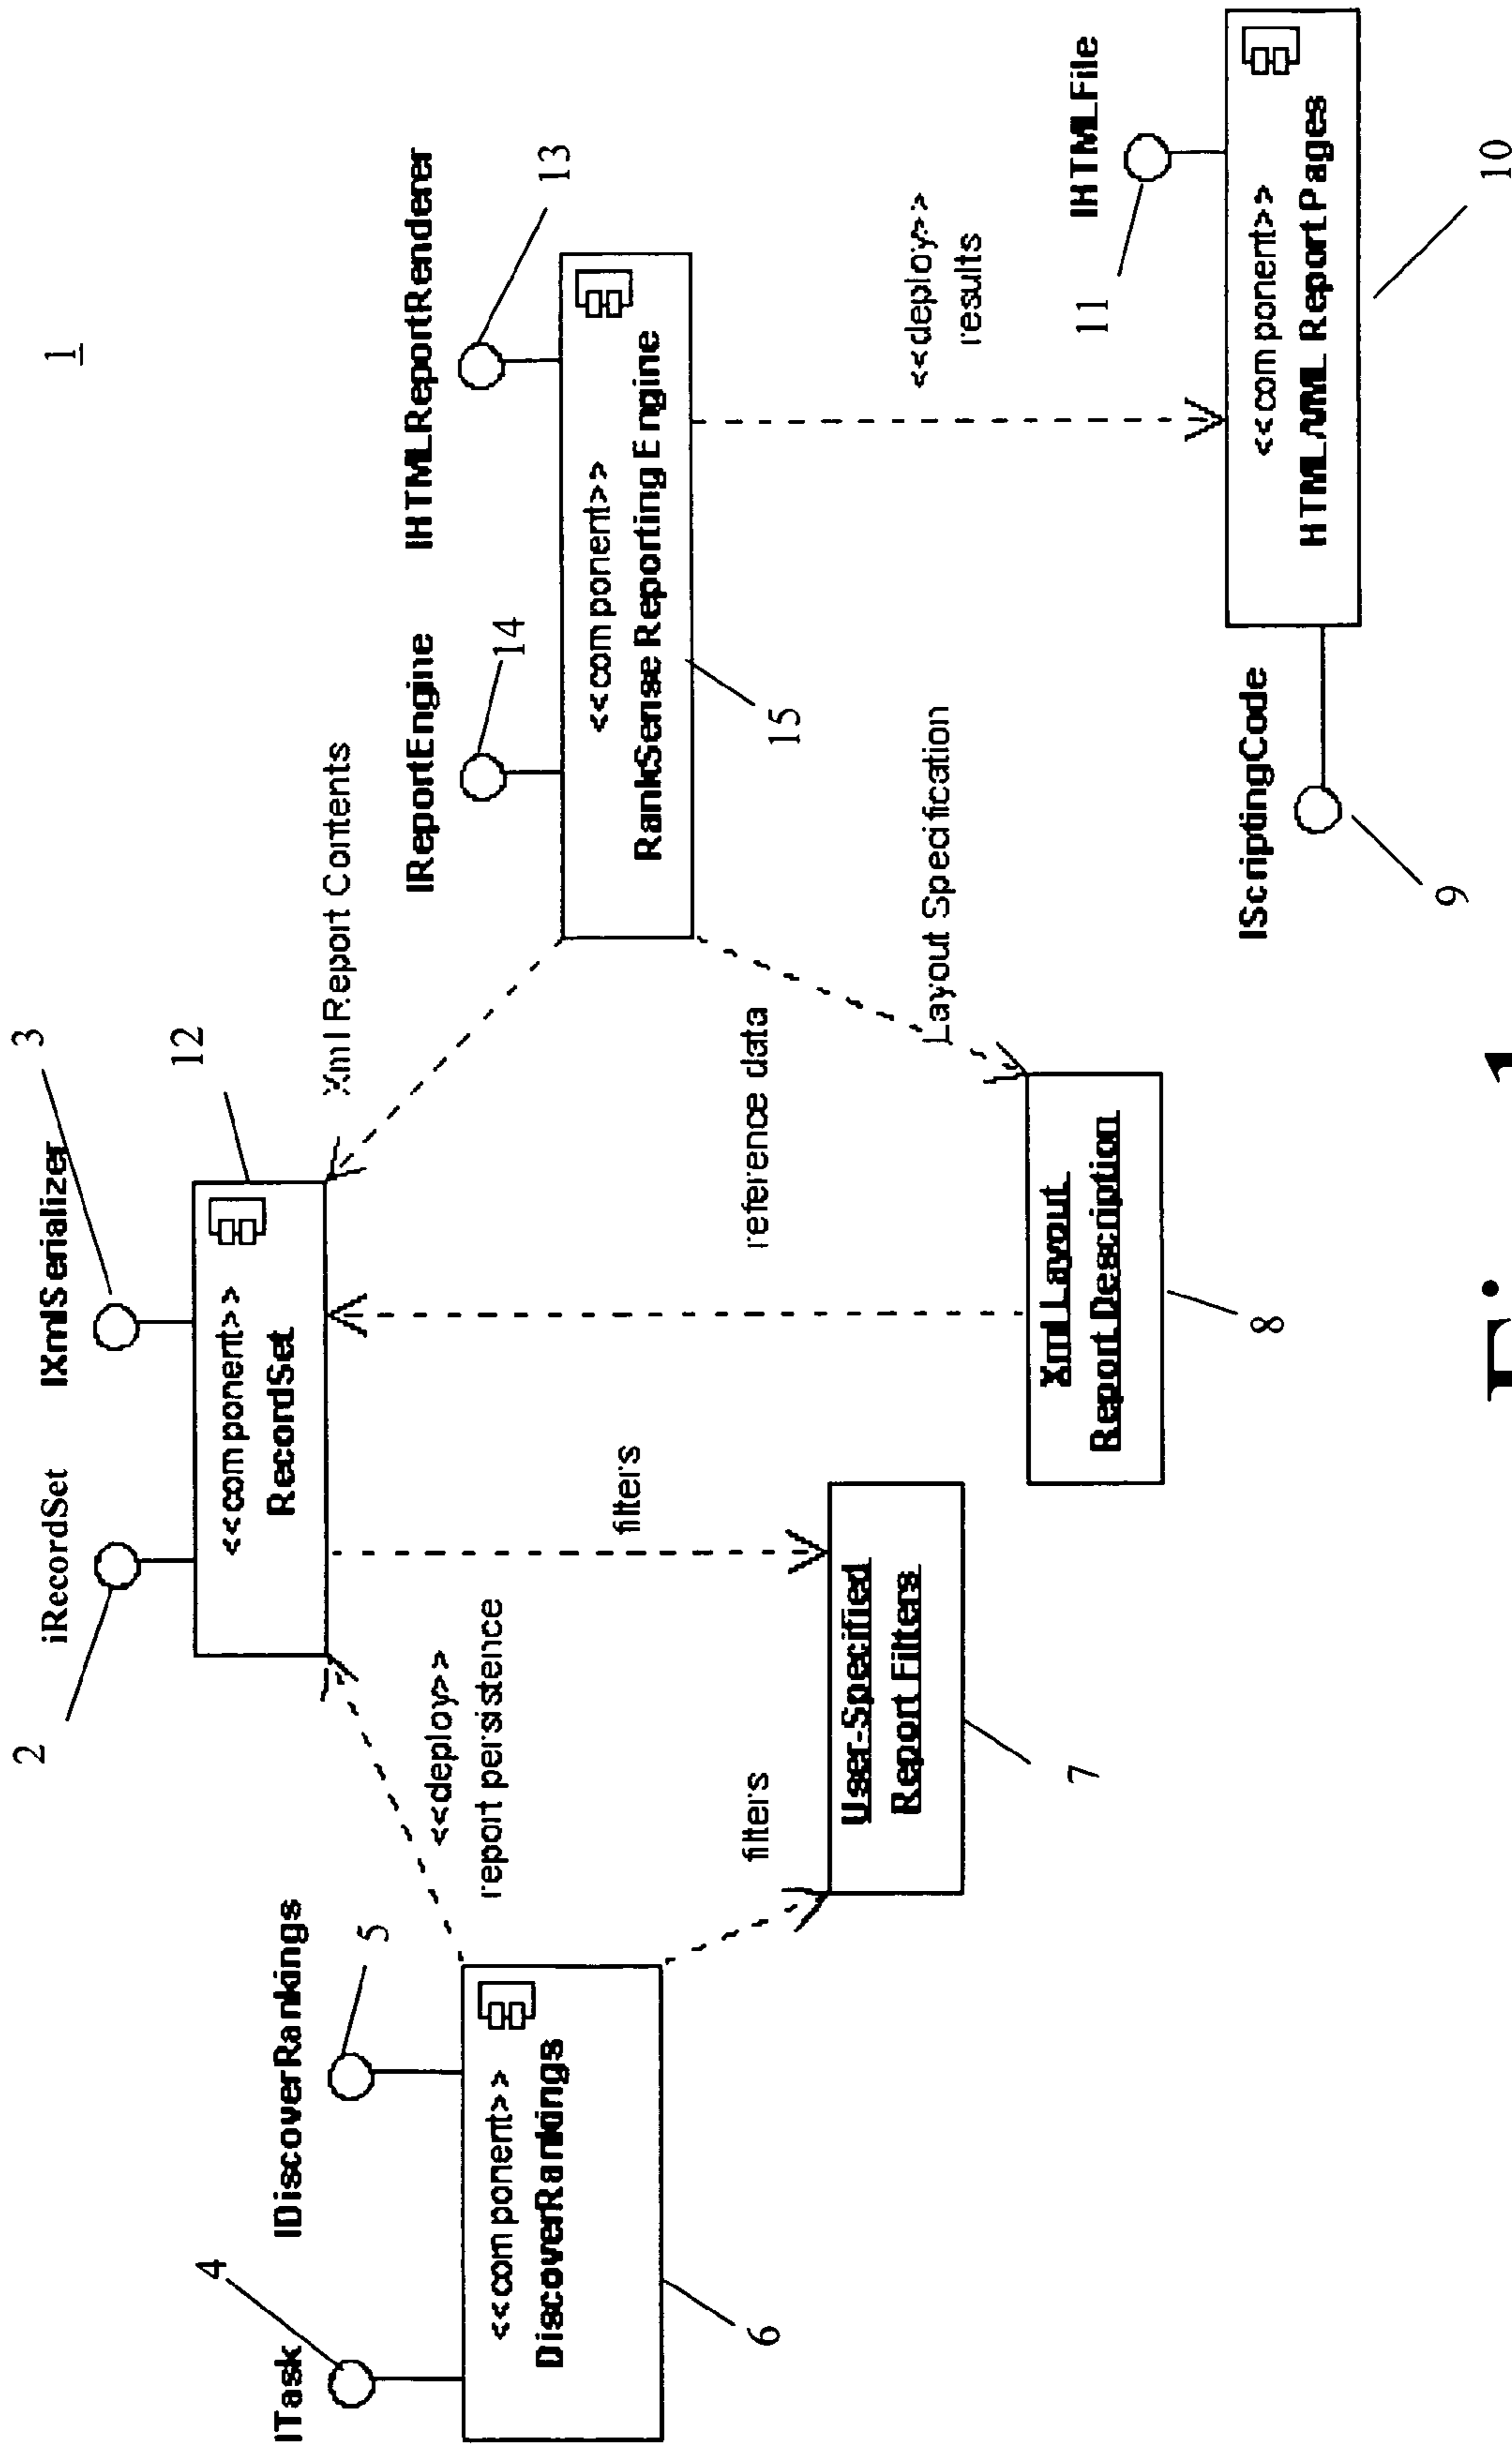 1
ITask
4
IDiscoverRankings
5
<<component>>
DiscoverRankings
6
iRecordSet
2
IXmlSerializer
3
<<component>>
RecordSet
12
<<deploy>>
report persistence
filters
filters
User-Specified
Report Filters
7
reference data
Xml Layout
Report Description
8
Xml Report Contents
Layout Specification
IReportEngine
14
IHTMLReportRenderer
13
<<component>>
RankSense Reporting Engine
15
<<deploy>>
results
IHTMLFile
11
<<component>>
HTML/VML Report Pages
10
IScriptingCode
9